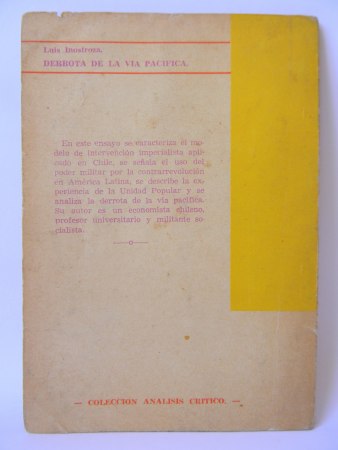 Luis Inostroza.
DERROTA DE LA VIA PACIFICA.
En este ensayo se caracteriza el mo-
delo de intervención imperialista apli-
cado en Chile, se señala el uso del
poder militar por la contrarrevolución
en América Latina, se describe la ex-
periencia de la Unidad Popular y se
analiza la derrota de la vía pacífica.
Su autor es un economista chileno,
profesor universitario y militante so-
cialista.
— COLECCION ANALISIS CRITICO. —